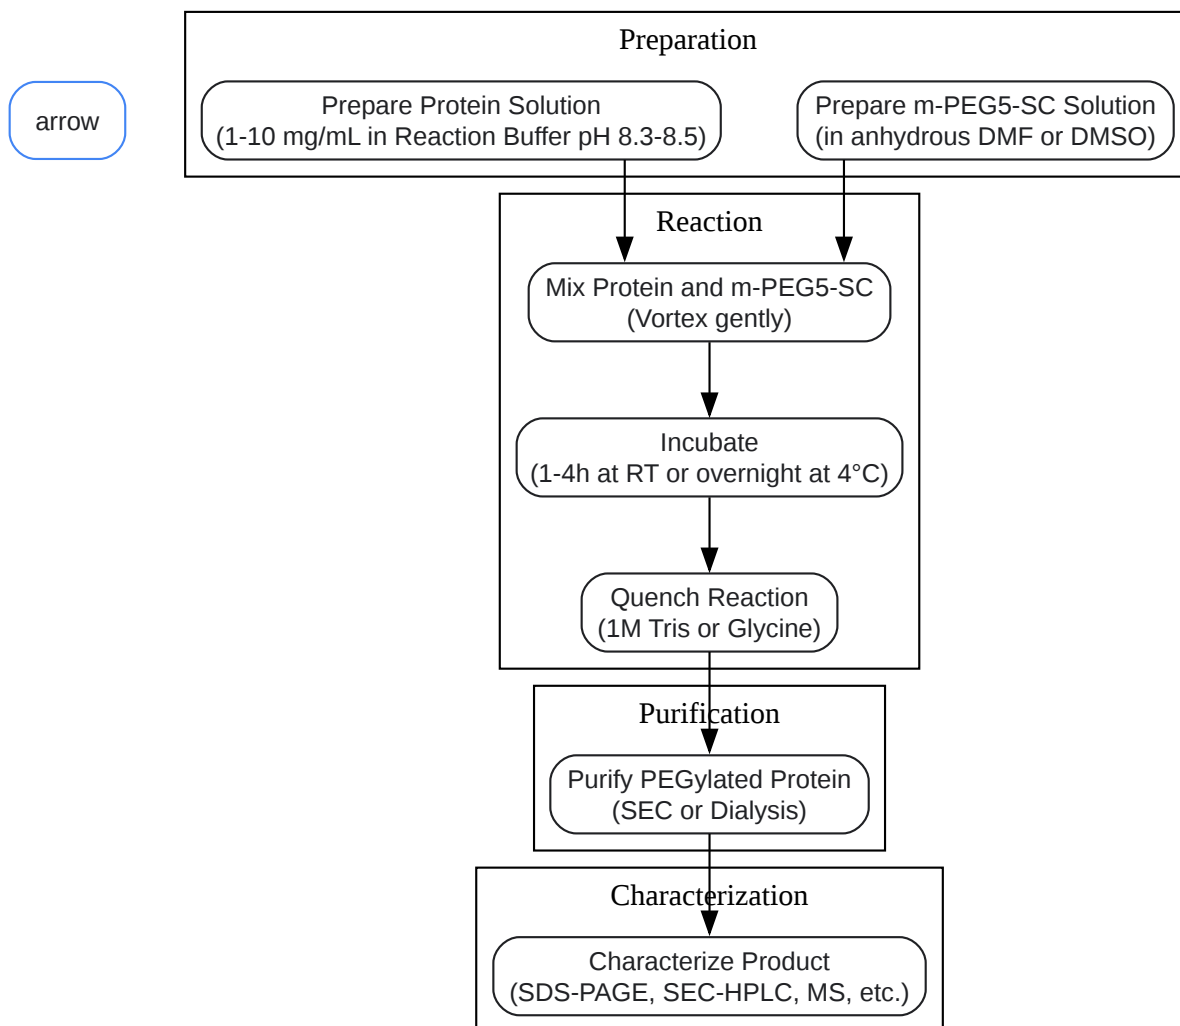 Preparation
arrow
Prepare Protein Solution
(1-10 mg/mL in Reaction Buffer pH 8.3-8.5)
Prepare m-PEG5-SC Solution
(in anhydrous DMF or DMSO)
Reaction
Mix Protein and m-PEG5-SC
(Vortex gently)
Incubate
(1-4h at RT or overnight at 4°C)
Quench Reaction
(1M Tris or Glycine)
Purification
Purify PEGylated Protein
(SEC or Dialysis)
Characterization
Characterize Product
(SDS-PAGE, SEC-HPLC, MS, etc.)